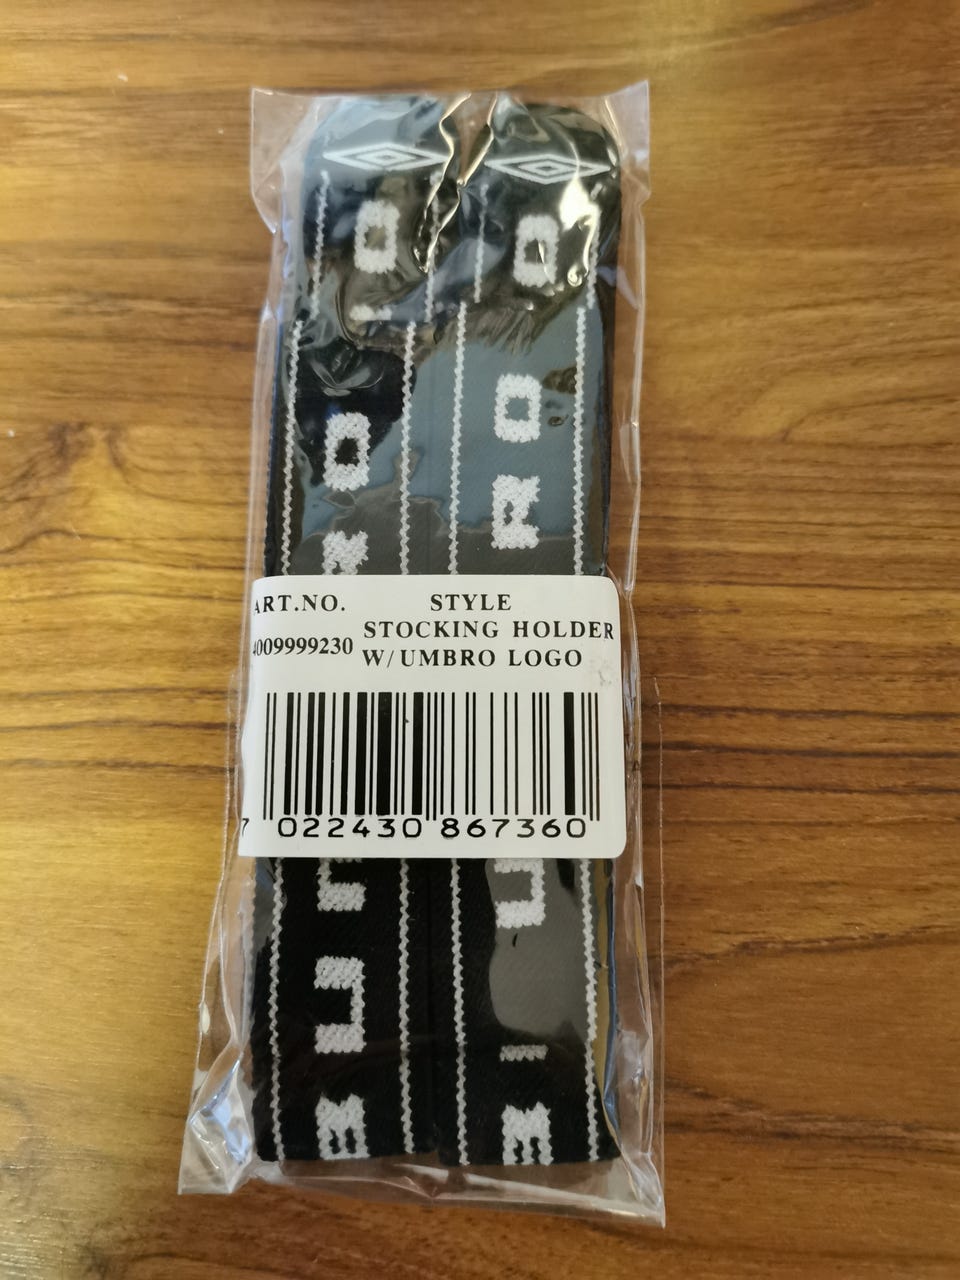 ART.NO. STYLE
4009999230 STOCKING HOLDER
W/UMBRO LOGO
7 022430 867360